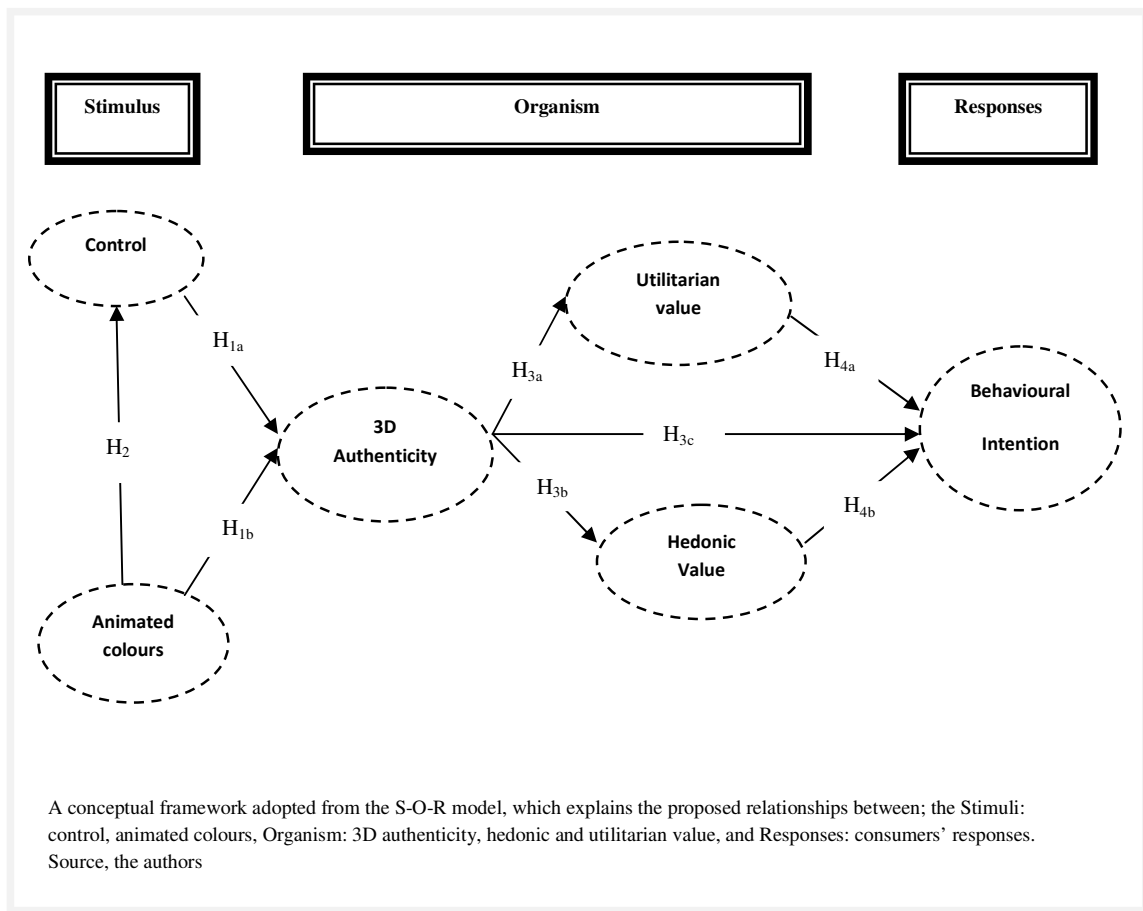 Stimulus
Organism
Responses
Control
Utilitarian
value
H1a
H3a
H4a
Behavioural
Intention
3D
Authenticity
H3c
H2
H3b
H4b
H1b
Hedonic
Value
Animated
colours
A conceptual framework adopted from the S-O-R model, which explains the proposed relationships between; the Stimuli:
control, animated colours, Organism: 3D authenticity, hedonic and utilitarian value, and Responses: consumers’ responses.
Source, the authors